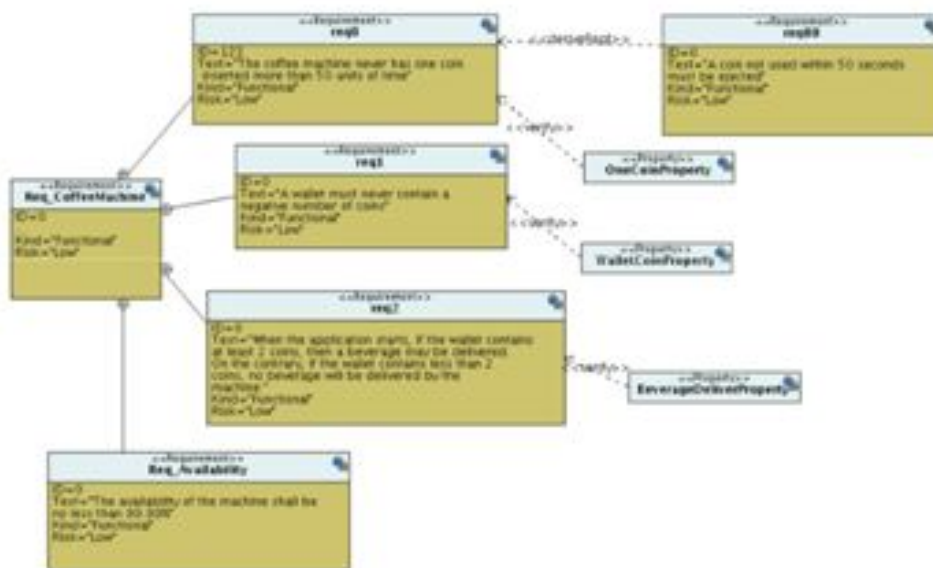 <<Requirement>>
req0
Text="The coffee machine never has one coin
inserted more than 50 units of time"
Kind="Functional"
Risk="Low"
<<Requirement>>
ID=0
Text="A coin not used within 50 seconds
must be ejected"
Kind="Functional"
Risk="Low"
<<verify>>
<<Property>>
OneCoinProperty
<<Requirement>>
ID=0
Text="A wallet must never contain a
negative number of coins"
Kind="Functional"
Risk="Low"
<<verify>>
<<Property>>
WalletCoinProperty
<<Requirement>>
Req_CoffeeMachine
ID=0
Kind="Functional"
Risk="Low"
<<Requirement>>
req2
ID=0
Text="When the application starts, if the wallet contains
at least 2 coins, then a beverage may be delivered.
On the contrary, if the wallet contains less than 2
coins, no beverage will be delivered by the
machine."
Kind="Functional"
Risk="Low"
<<verify>>
<<Property>>
BeverageDeliverProperty
<<Requirement>>
Req_Availability
ID=0
Text="The availability of the machine shall be
no less than
Kind="Functional"
Risk="Low"